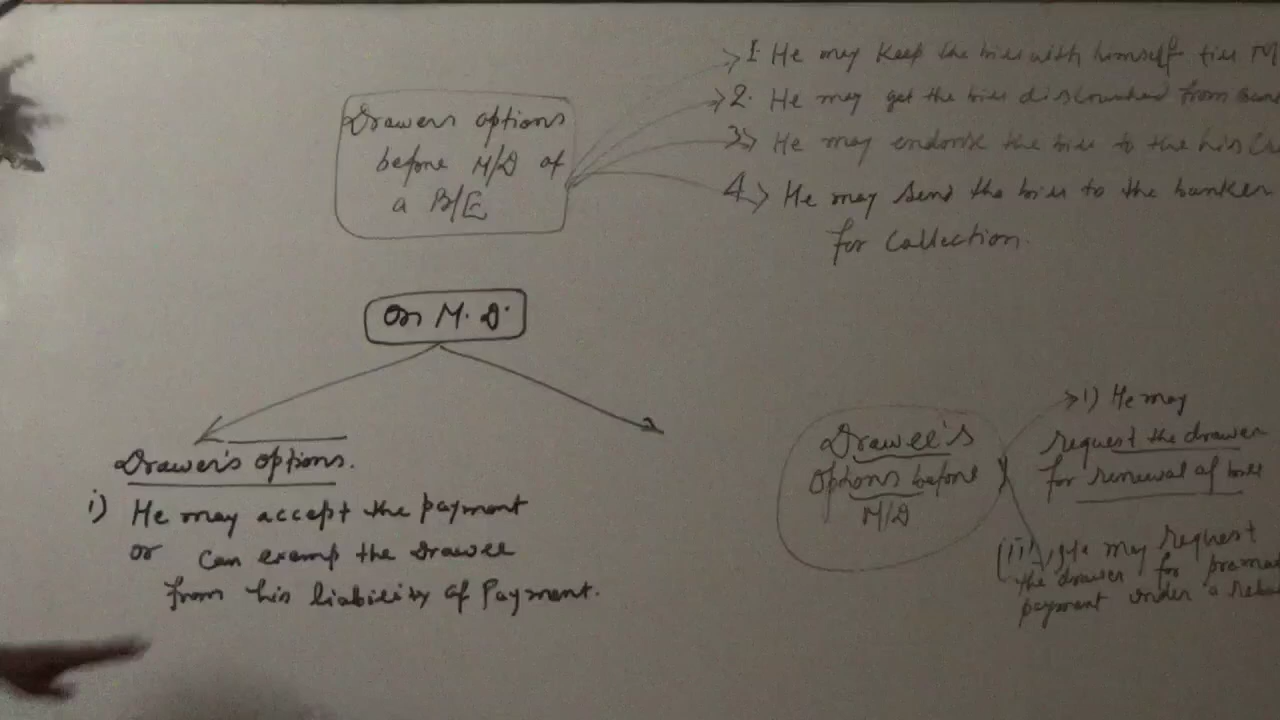 Drawers options
before M/D of
a B/E
1. He may keep the bill with himself till M
2. He may get the bill discounted from
3> He may endorse the bill to the his
4> He may send the bill to the banker
for collection.
On M.D.
Drawer's options.
i) He may accept the payment
or can examp the drawee
from his liability of Payment.
Drawee's
options before
M/D
i) He may
request the drawer
for renewal of bill
(ii) He may request
the drawer for
payment under a